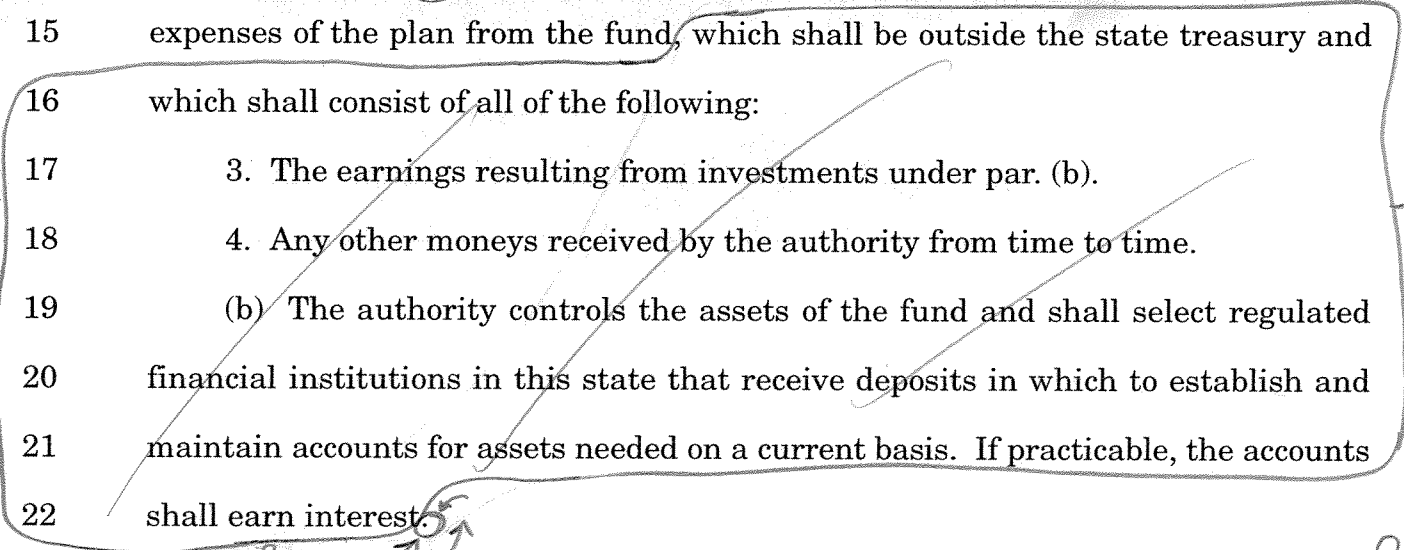 15 expenses of the plan from the fund, which shall be outside the state treasury and
16 which shall consist of all of the following:
17 3. The earnings resulting from investments under par. (b).
18 4. Any other moneys received by the authority from time to time.
19 (b) The authority controls the assets of the fund and shall select regulated
20 financial institutions in this state that receive deposits in which to establish and
21 maintain accounts for assets needed on a current basis. If practicable, the accounts
22 shall earn interest.